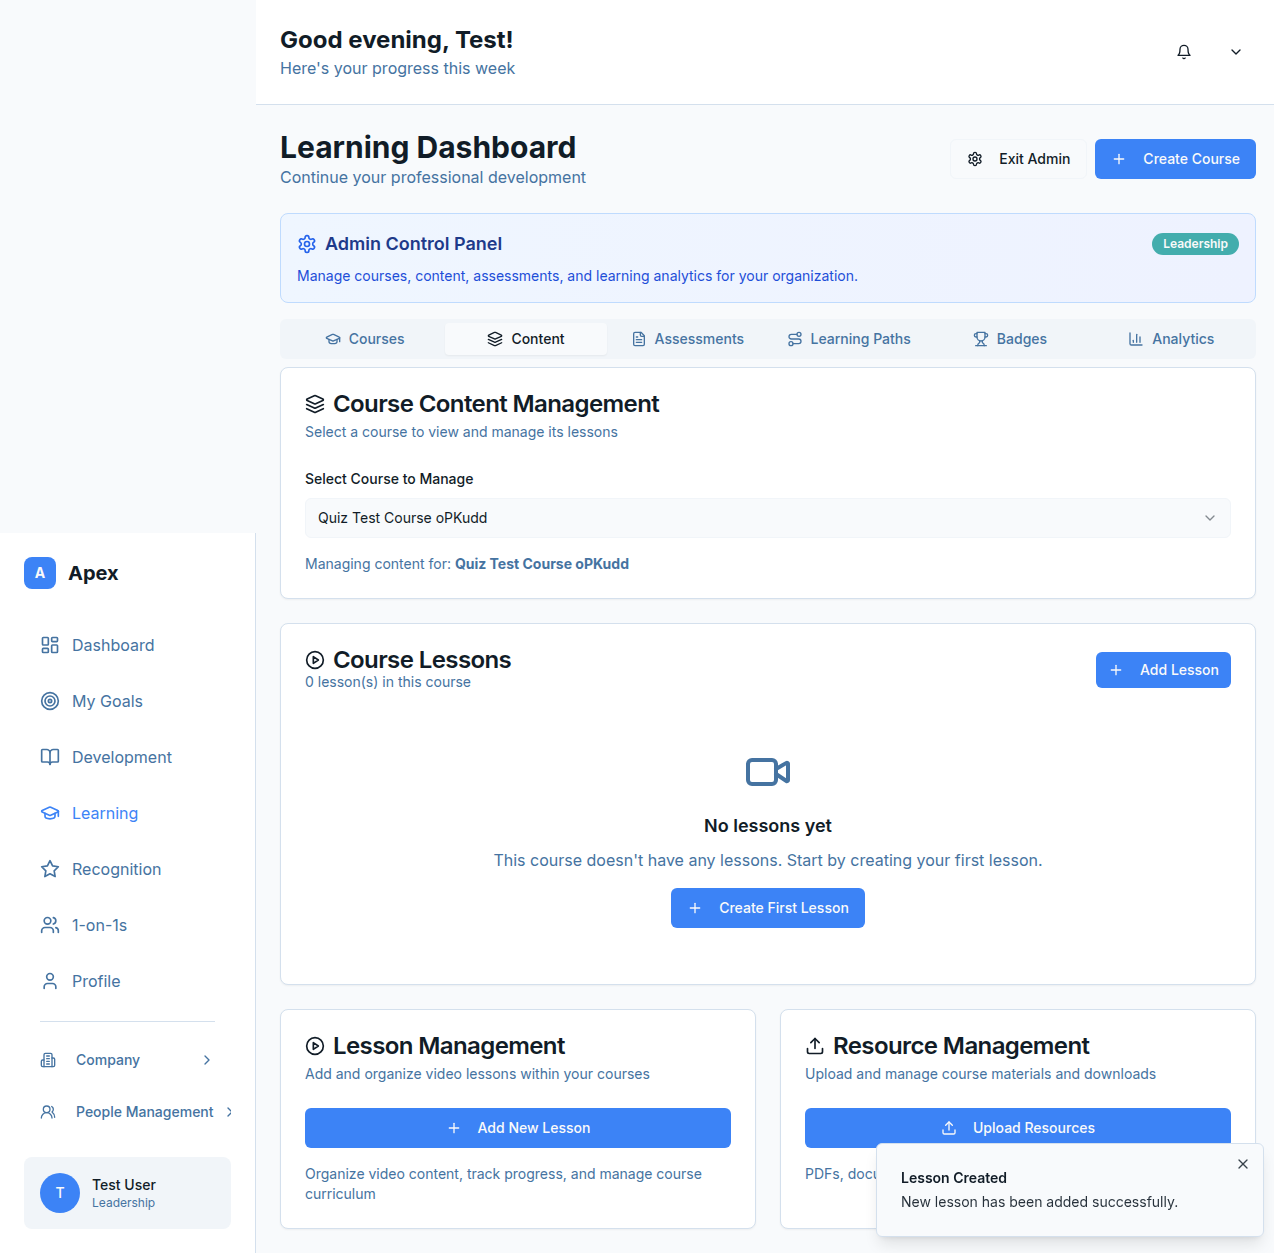 Good evening, Test!
Here's your progress this week
Learning Dashboard
Continue your professional development
Exit Admin
Create Course
Admin Control Panel
Leadership
Manage courses, content, assessments, and learning analytics for your organization.
Courses
Content
Assessments
Learning Paths
Badges
Analytics
Course Content Management
Select a course to view and manage its lessons
Select Course to Manage
Quiz Test Course oPKudd
Managing content for: Quiz Test Course oPKudd
A
Apex
Dashboard
My Goals
Development
Learning
Recognition
1-on-1s
Profile
Company
People Management
T
Test User
Leadership
Course Lessons
0 lesson(s) in this course
Add Lesson
No lessons yet
This course doesn't have any lessons. Start by creating your first lesson.
Create First Lesson
Lesson Management
Add and organize video lessons within your courses
Add New Lesson
Organize video content, track progress, and manage course
curriculum
Resource Management
Upload and manage course materials and downloads
Upload Resources
PDFs,
Lesson Created
New lesson has been added successfully.